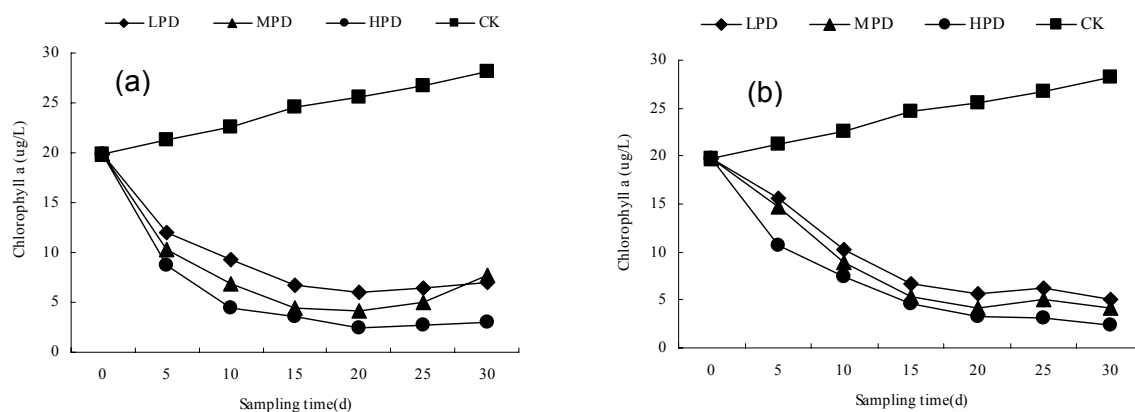 LPD MPD HPD CK
30
25
20
15
10
5
0
Chlorophyll a (ug/L)
(a)
0 5 10 15 20 25 30
Sampling time(d)
LPD MPD HPD CK
30
25
20
15
10
5
0
Chlorophyll a (ug/L)
(b)
0 5 10 15 20 25 30
Sampling time(d)